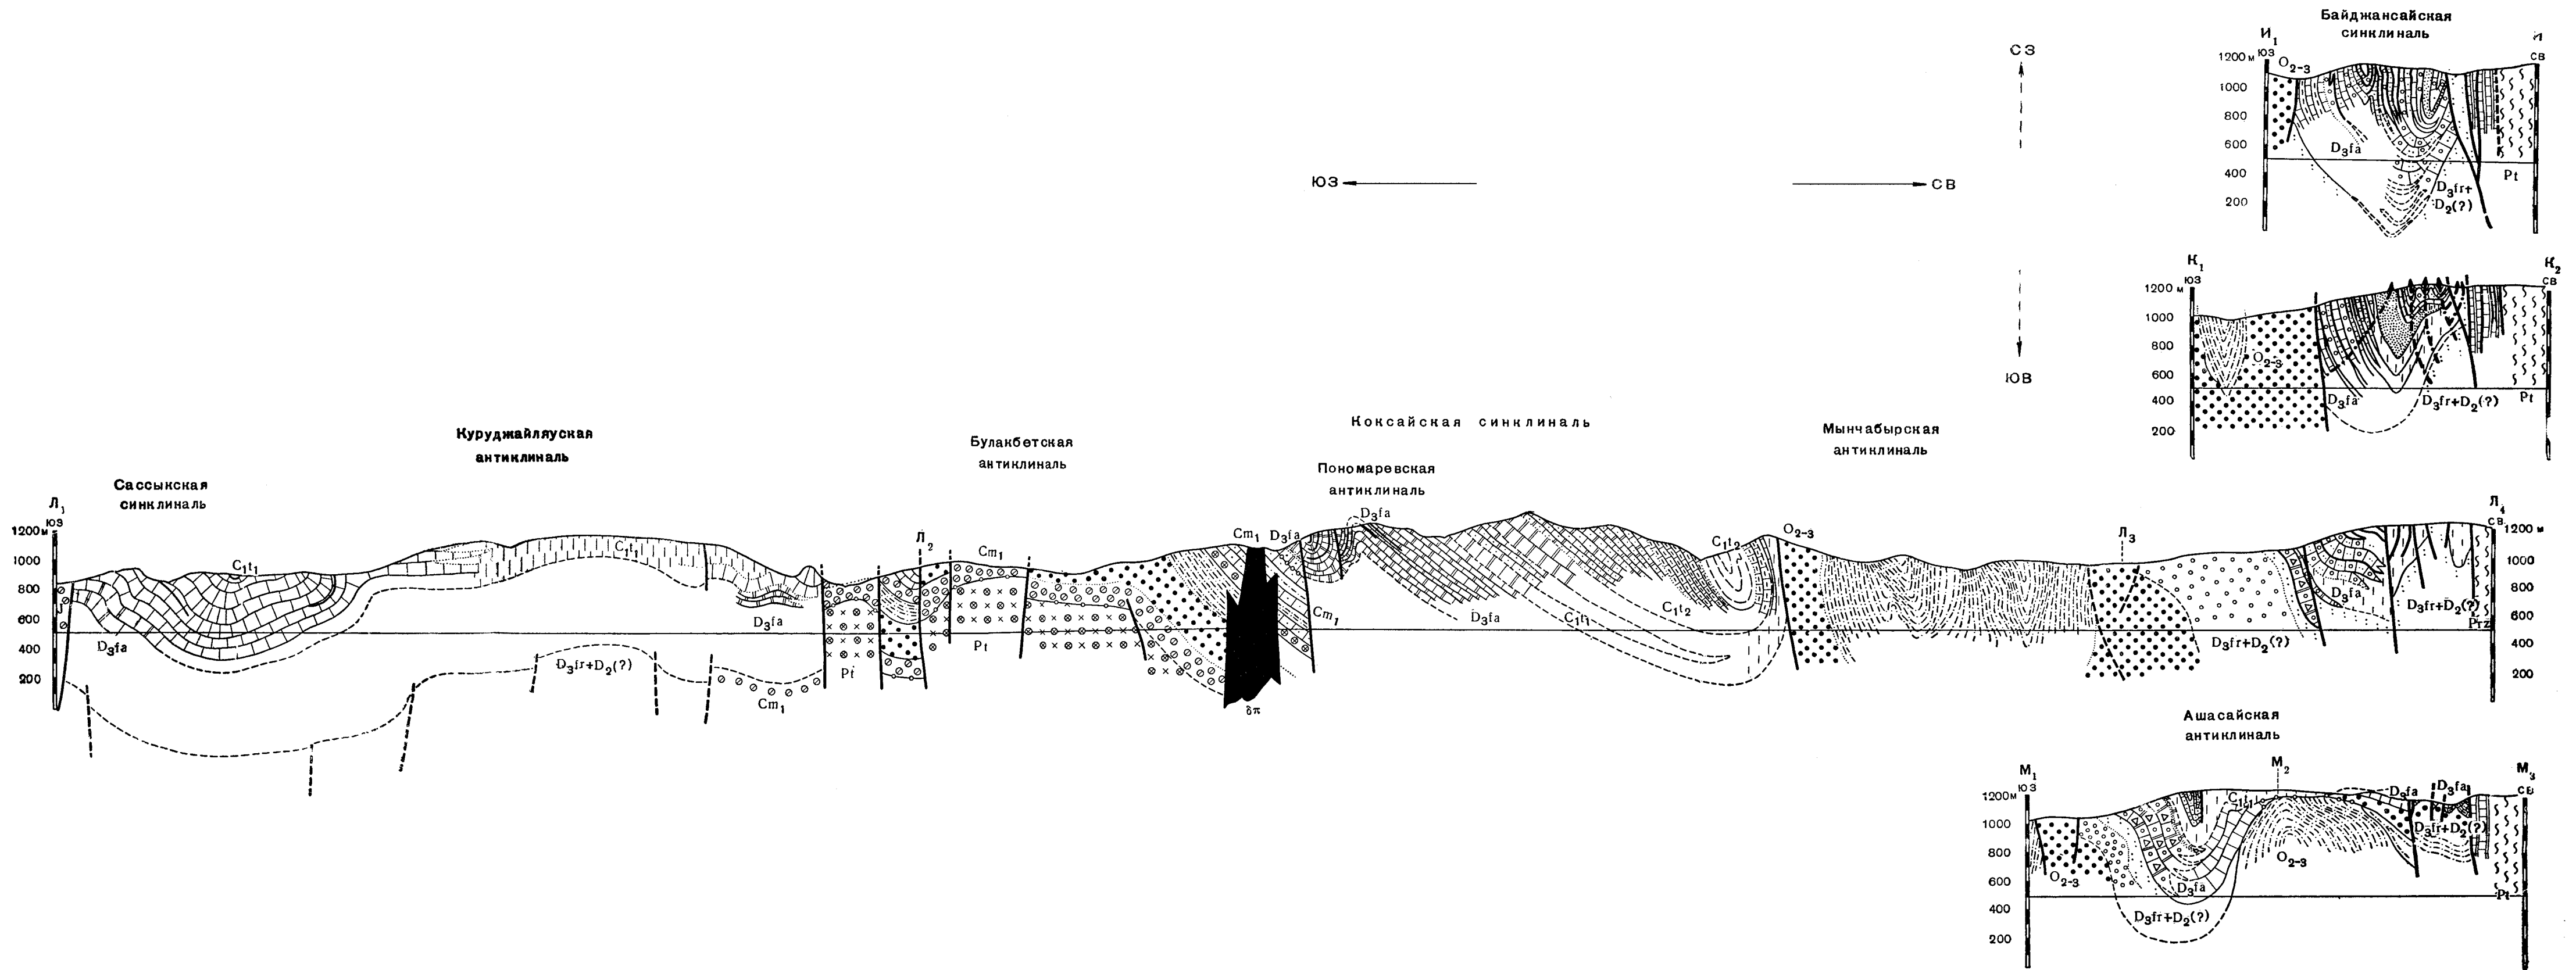 Байджансайская
синклиналь
И₁
ЮЗ
И
СВ
1200 м
O₂₋₃
1000
800
600
400
200
D₃fa
D₃fr+
D₂(?)
Pt
СЗ
ЮЗ
СВ
ЮВ
К₁
ЮЗ
К₂
СВ
1200 м
1000
800
600
400
200
O₂₋₃
D₃fa
D₃fr+D₂(?)
Pt
Коксайская синклиналь
Куруджайляуская
антиклиналь
Булакбетская
антиклиналь
Мынчабырская
антиклиналь
Пономаревская
антиклиналь
Сассыкская
синклиналь
Л₁
ЮЗ
Л₂
Л₃
Л₄
СВ
1200 м
1000
800
600
400
200
D₃fa
C₁t₁
C₁t₁
D₃fr+D₂(?)
D₃fa
Cm₁
Pt
Cm₁
Pt
Cm₁
D₃fa
D₃fa
Cm₁
δπ
D₃fa
C₁t₁
C₁t₂
C₁t₂
O₂₋₃
D₃fr+D₂(?)
D₃fa
D₃fr+D₂(?)
Prz
1200 м
1000
800
600
400
200
Ашасайская
антиклиналь
М₁
ЮЗ
М₂
М₃
СВ
1200 м
1000
800
600
400
200
O₂₋₃
D₃fr+D₂(?)
D₃fa
C₁t₁
O₂₋₃
D₃fa
D₃fa
D₃fr+D₂(?)
Pt